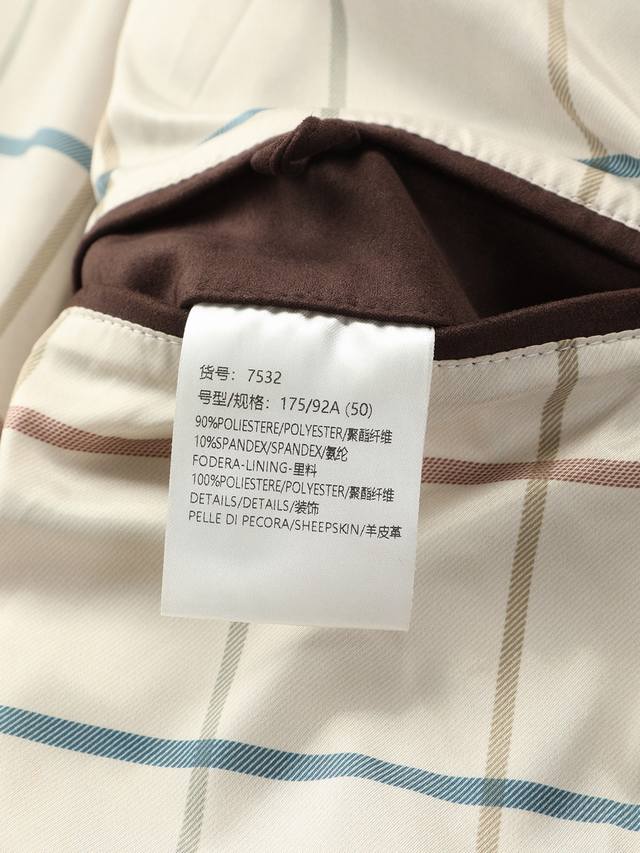 货号：7532
号型/规格：175/92A (50)
90%POLIESTERE/POLYESTER/聚酯纤维
10%SPANDEX/SPANDEX/氨纶
FODERA-LINING-里料
100%POLIESTERE/POLYESTER/聚酯纤维
DETAILS/DETAILS/装饰
PELLE DI PECORA/SHEEPSKIN/羊皮革